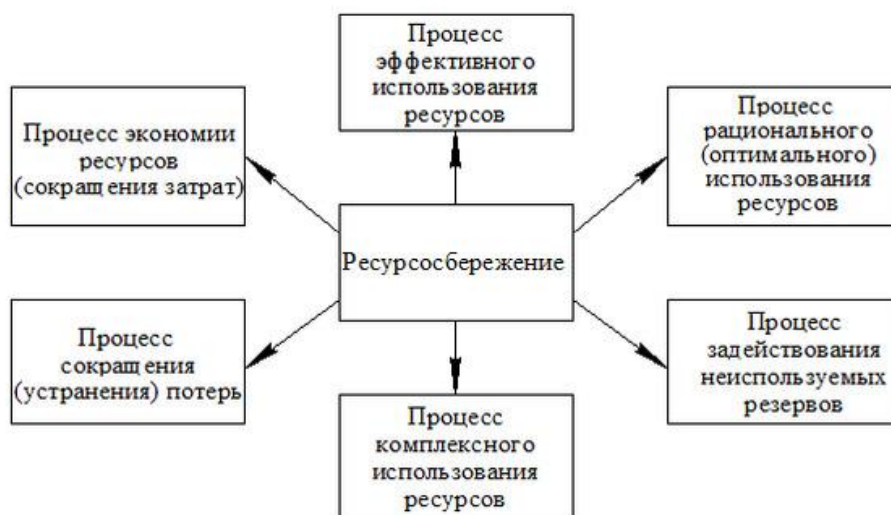 Процесс
эффективного
использования
ресурсов
Процесс экономии
ресурсов
(сокращения затрат)
Процесс
рационального
(оптимального)
использования
ресурсов
Ресурсосбережение
Процесс
сокращения
(устранения) потерь
Процесс
задействования
неиспользуемых
резервов
Процесс
комплексного
использования
ресурсов